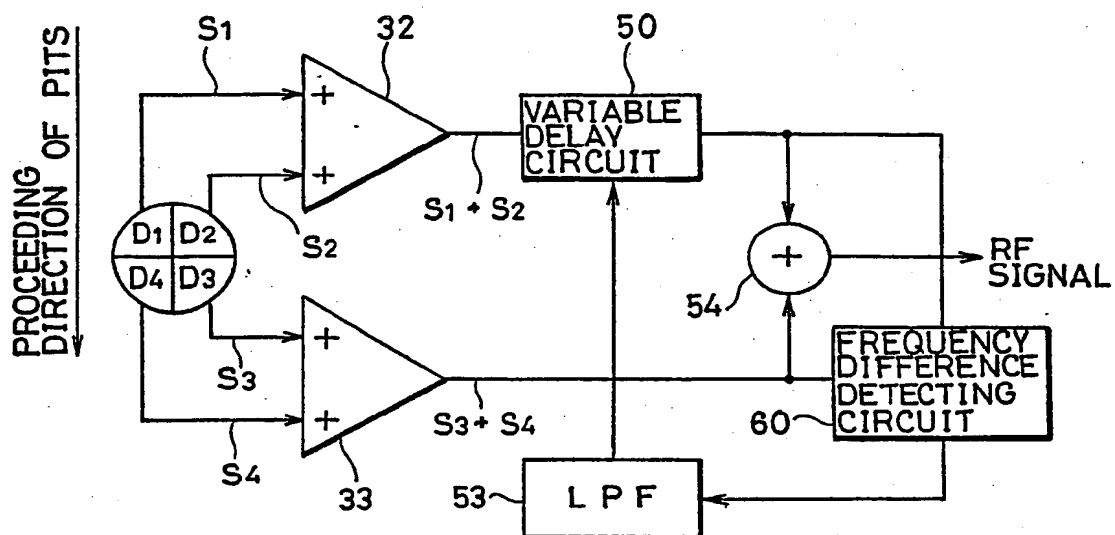 PROCEEDING
DIRECTION OF PITS
S1
32
50
+
+
VARIABLE
DELAY
CIRCUIT
S1 + S2
S2
D1 D2
D4 D3
+
54
RF
SIGNAL
+
+
S3
S3 + S4
FREQUENCY
DIFFERENCE
DETECTING
CIRCUIT
60
S4
33
53
LPF